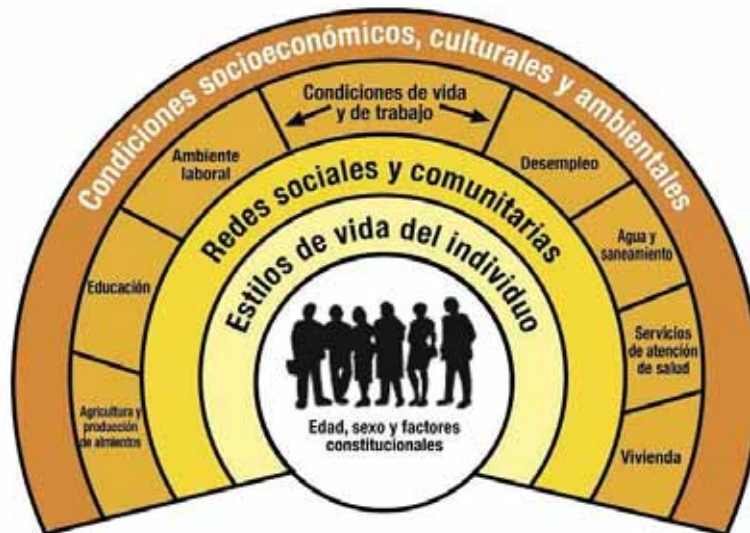 Condiciones socioeconómicos, culturales y ambientales
Condiciones de vida
y de trabajo
Ambiente
laboral
Desempleo
Educación
Agua y
saneamiento
Agricultura y
producción
de almientos
Servicios
de atención
de salud
Vivienda
Redes sociales y comunitarias
Estilos de vida del individuo
Edad, sexo y factores
constitucionales